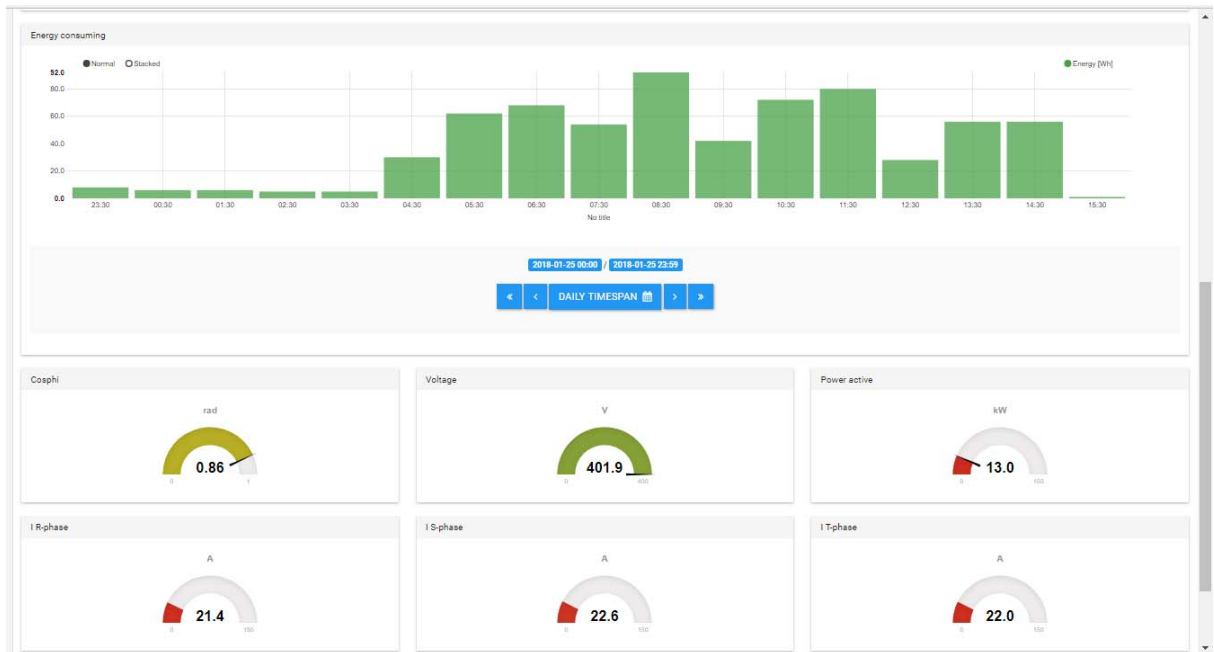 Energy consuming
Normal Stacked Energy [Wh]
92.0
80.0
60.0
40.0
20.0
0.0
23:30 00:30 01:30 02:30 03:30 04:30 05:30 06:30 07:30 08:30 09:30 10:30 11:30 12:30 13:30 14:30 15:30
No title
2018-01-25 00:00 / 2018-01-25 23:59
« ‹ DAILY TIMESPAN › »
Cosphi Voltage Power active
rad V kW
0.86 401.9 13.0
0 1 0 400 0 100
I R-phase I S-phase I T-phase
A A A
21.4 22.6 22.0
0 150 0 150 0 150